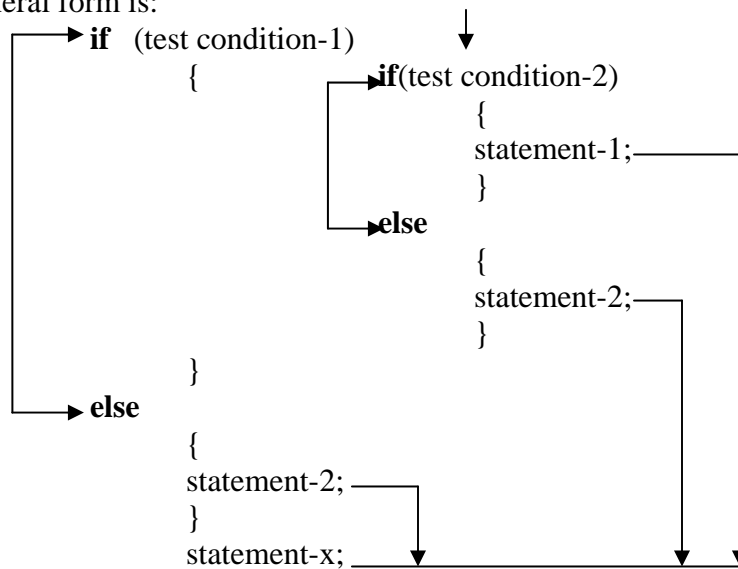 eral form is:
if (test condition-1)
{
if(test condition-2)
{
statement-1;
}
else
{
statement-2;
}
}
else
{
statement-2;
}
statement-x;